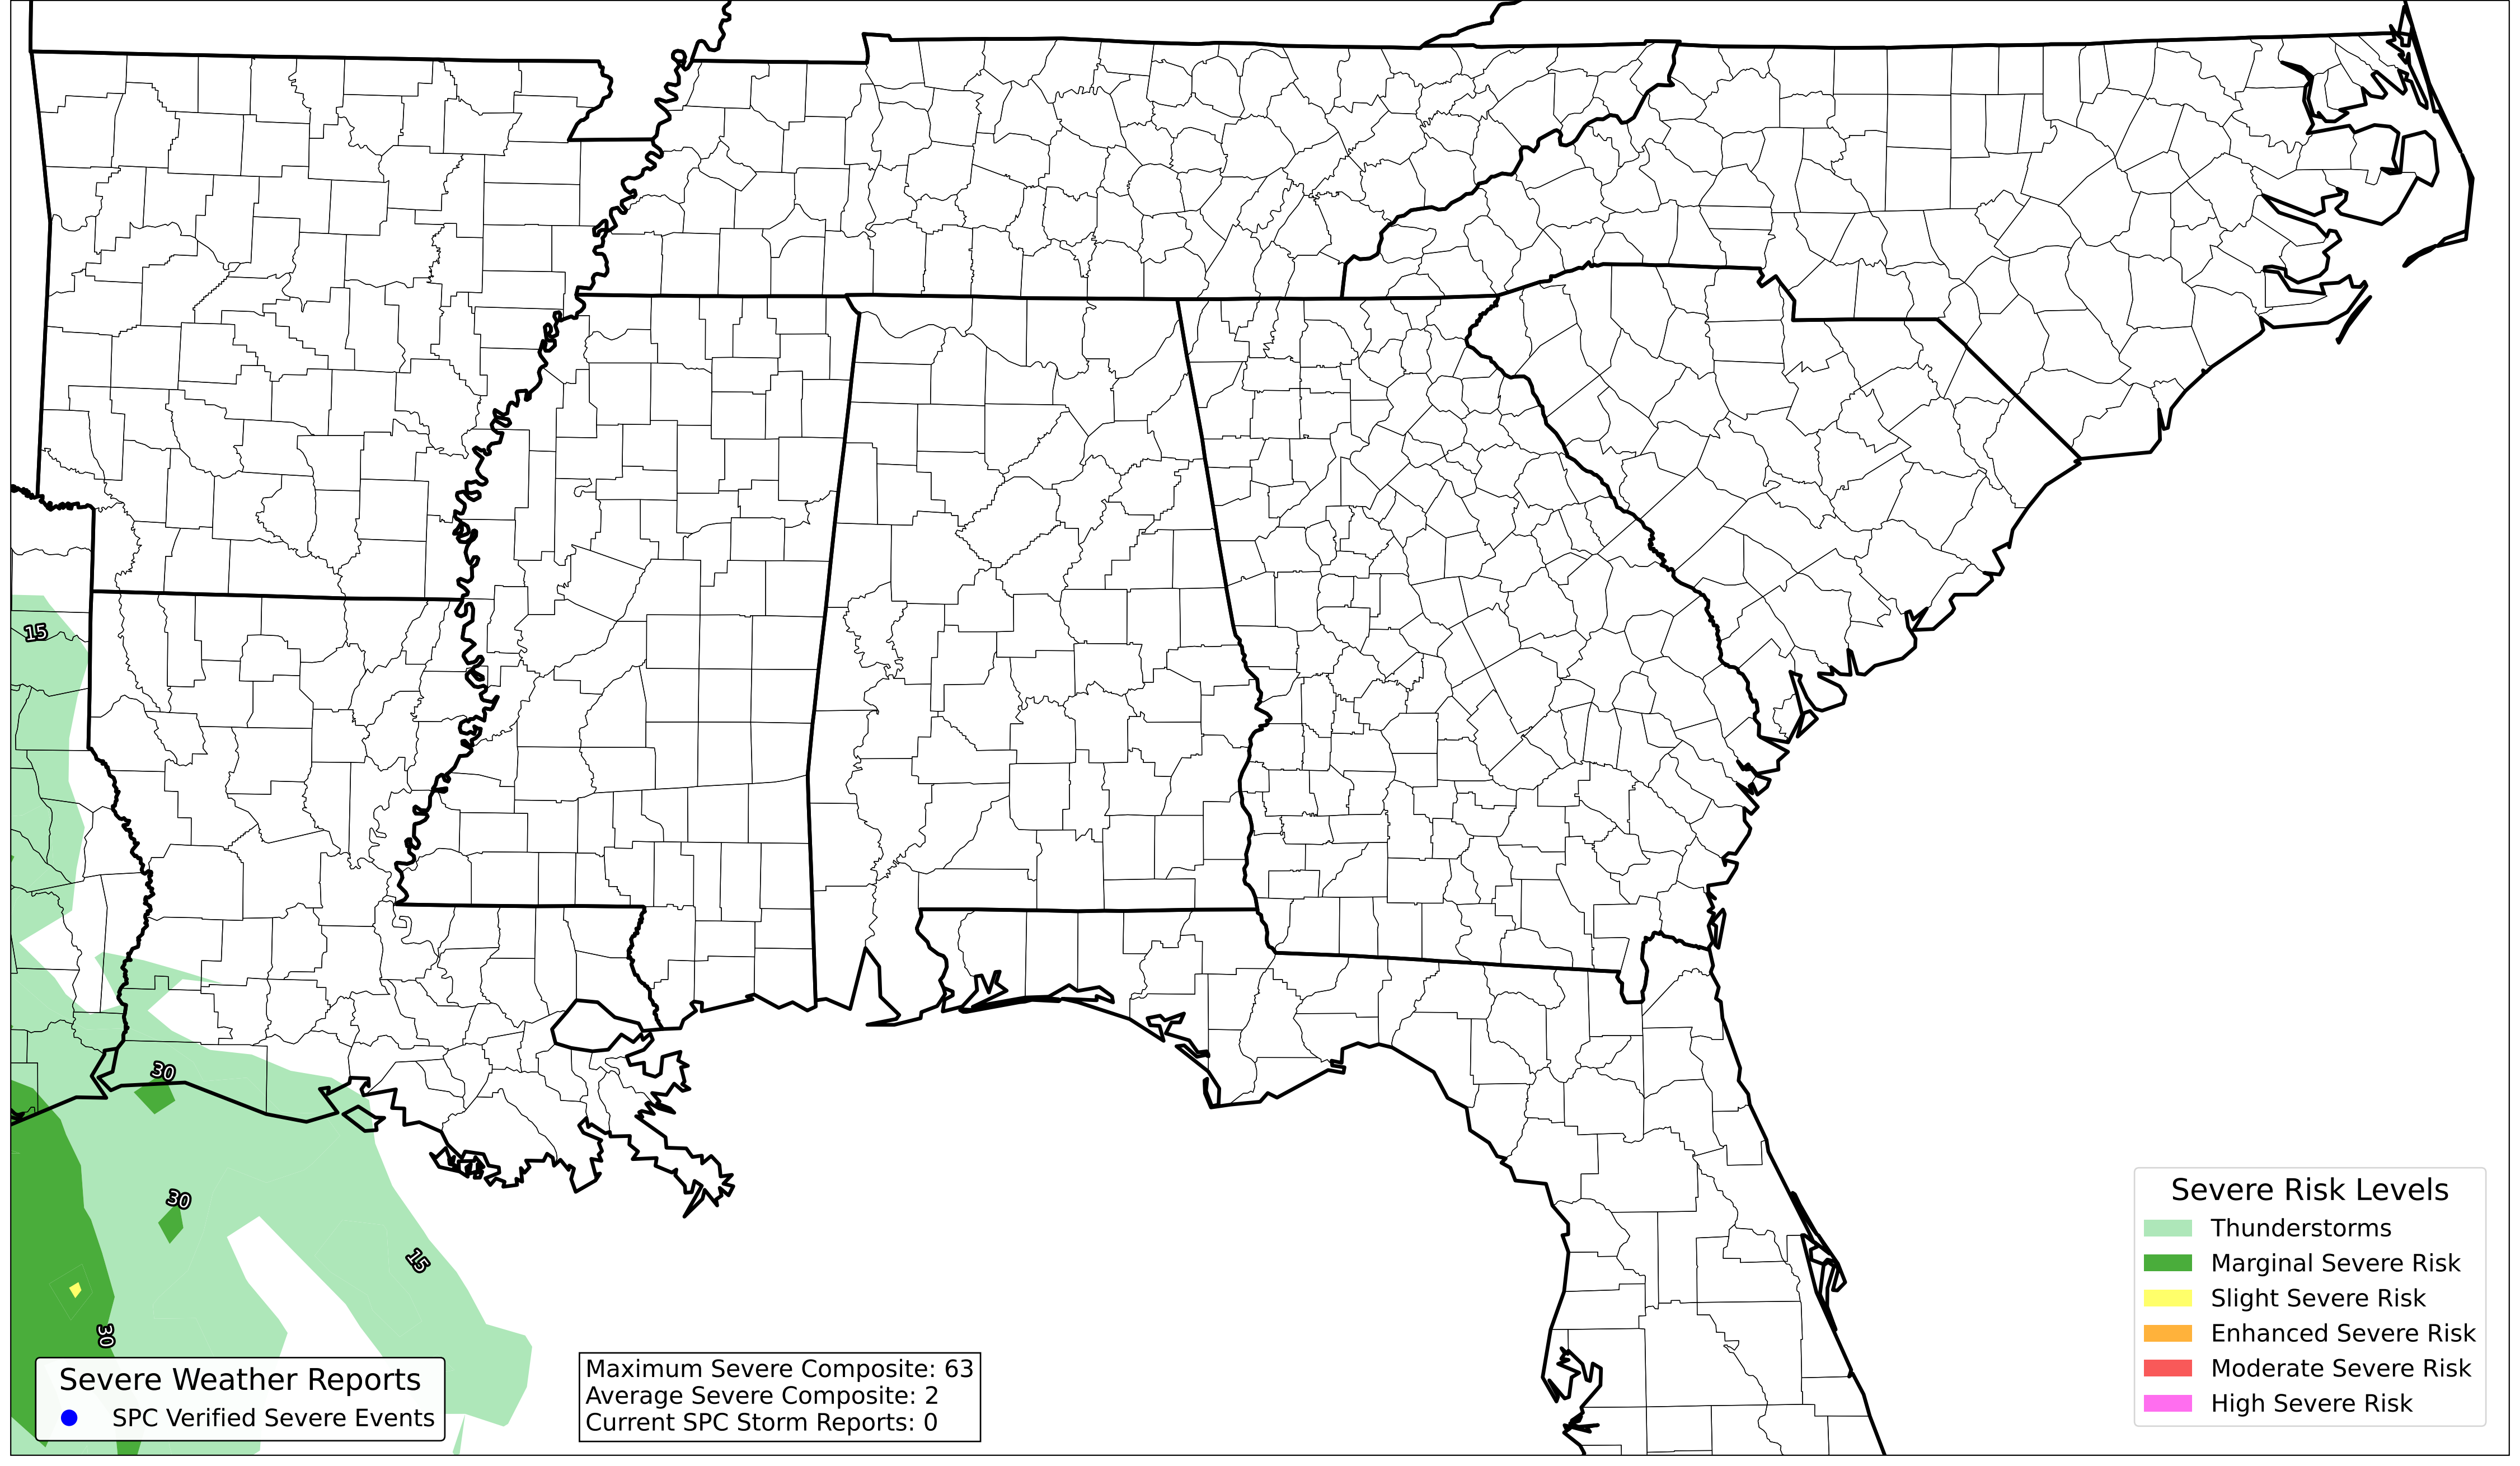 15
30
30
15
30
Severe Weather Reports
SPC Verified Severe Events
Maximum Severe Composite: 63
Average Severe Composite: 2
Current SPC Storm Reports: 0
Severe Risk Levels
Thunderstorms
Marginal Severe Risk
Slight Severe Risk
Enhanced Severe Risk
Moderate Severe Risk
High Severe Risk